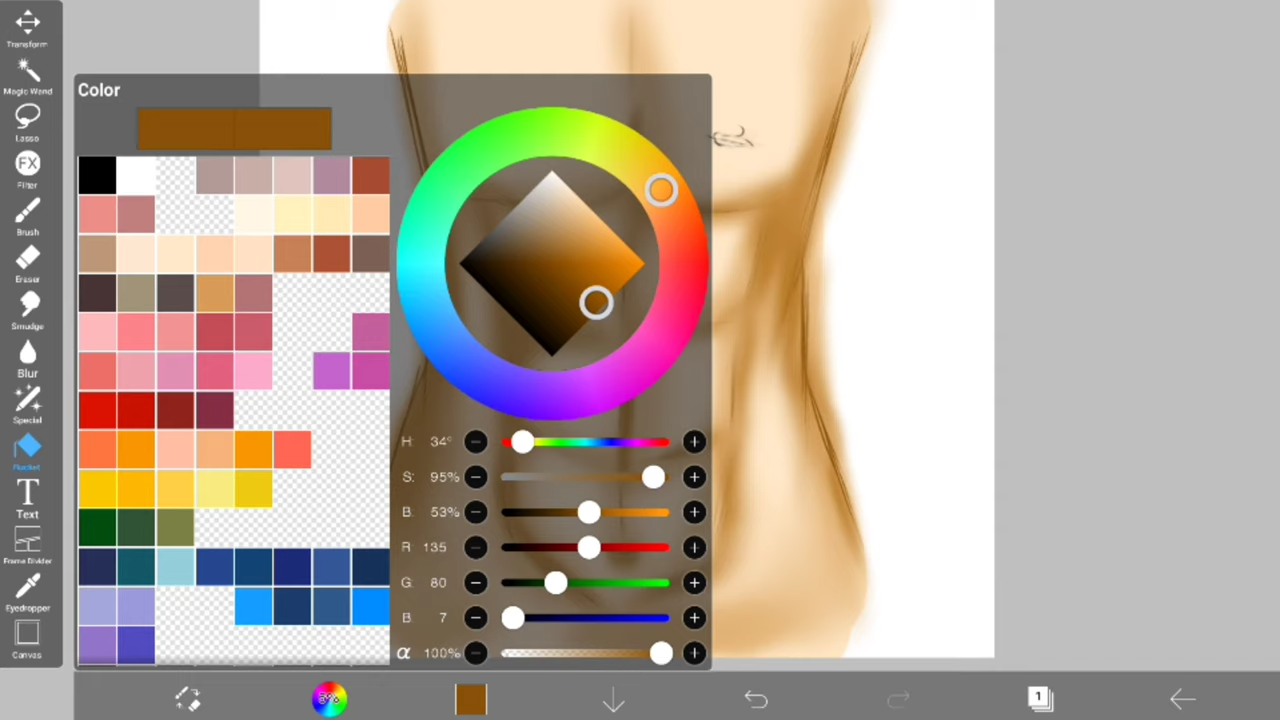 Color
Transform
Magic Wand
Lasso
FX
Filter
Brush
Eraser
Smudge
Blur
Special
Bucket
T
Text
Frame Divider
Eyedropper
Canvas
H: 34°
S: 95%
B: 53%
R: 135
G: 80
B: 7
α 100%
1